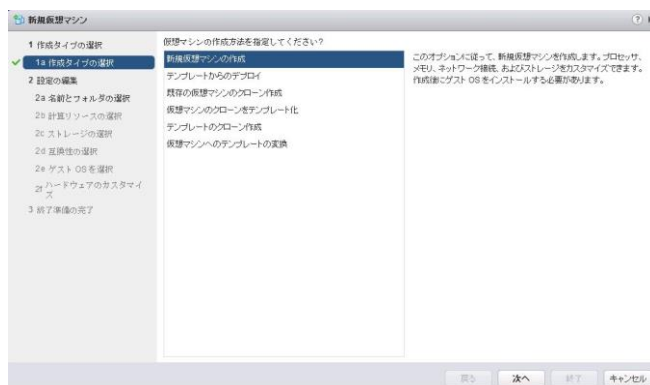 新規仮想マシン
1 作成タイプの選択
1a 作成タイプの選択
2 設定の編集
2a 名前とフォルダの選択
2b 計算リソースの選択
2c ストレージの選択
2d 互換性の選択
2e ゲスト OS を選択
2f ハードウェアのカスタマイ
ズ
3 終了準備の完了
仮想マシンの作成方法を指定してください?
新規仮想マシンの作成
テンプレートからのデプロイ
既存の仮想マシンのクローン作成
仮想マシンのクローンをテンプレート化
テンプレートのクローン作成
仮想マシンへのテンプレートの変換
このオプションに従って、新規仮想マシンを作成します。プロセッサ、
メモリ、ネットワーク接続、およびストレージをカスタマイズできます。
作成後にゲスト OS をインストールする必要があります。
戻る 次へ 終了 キャンセル